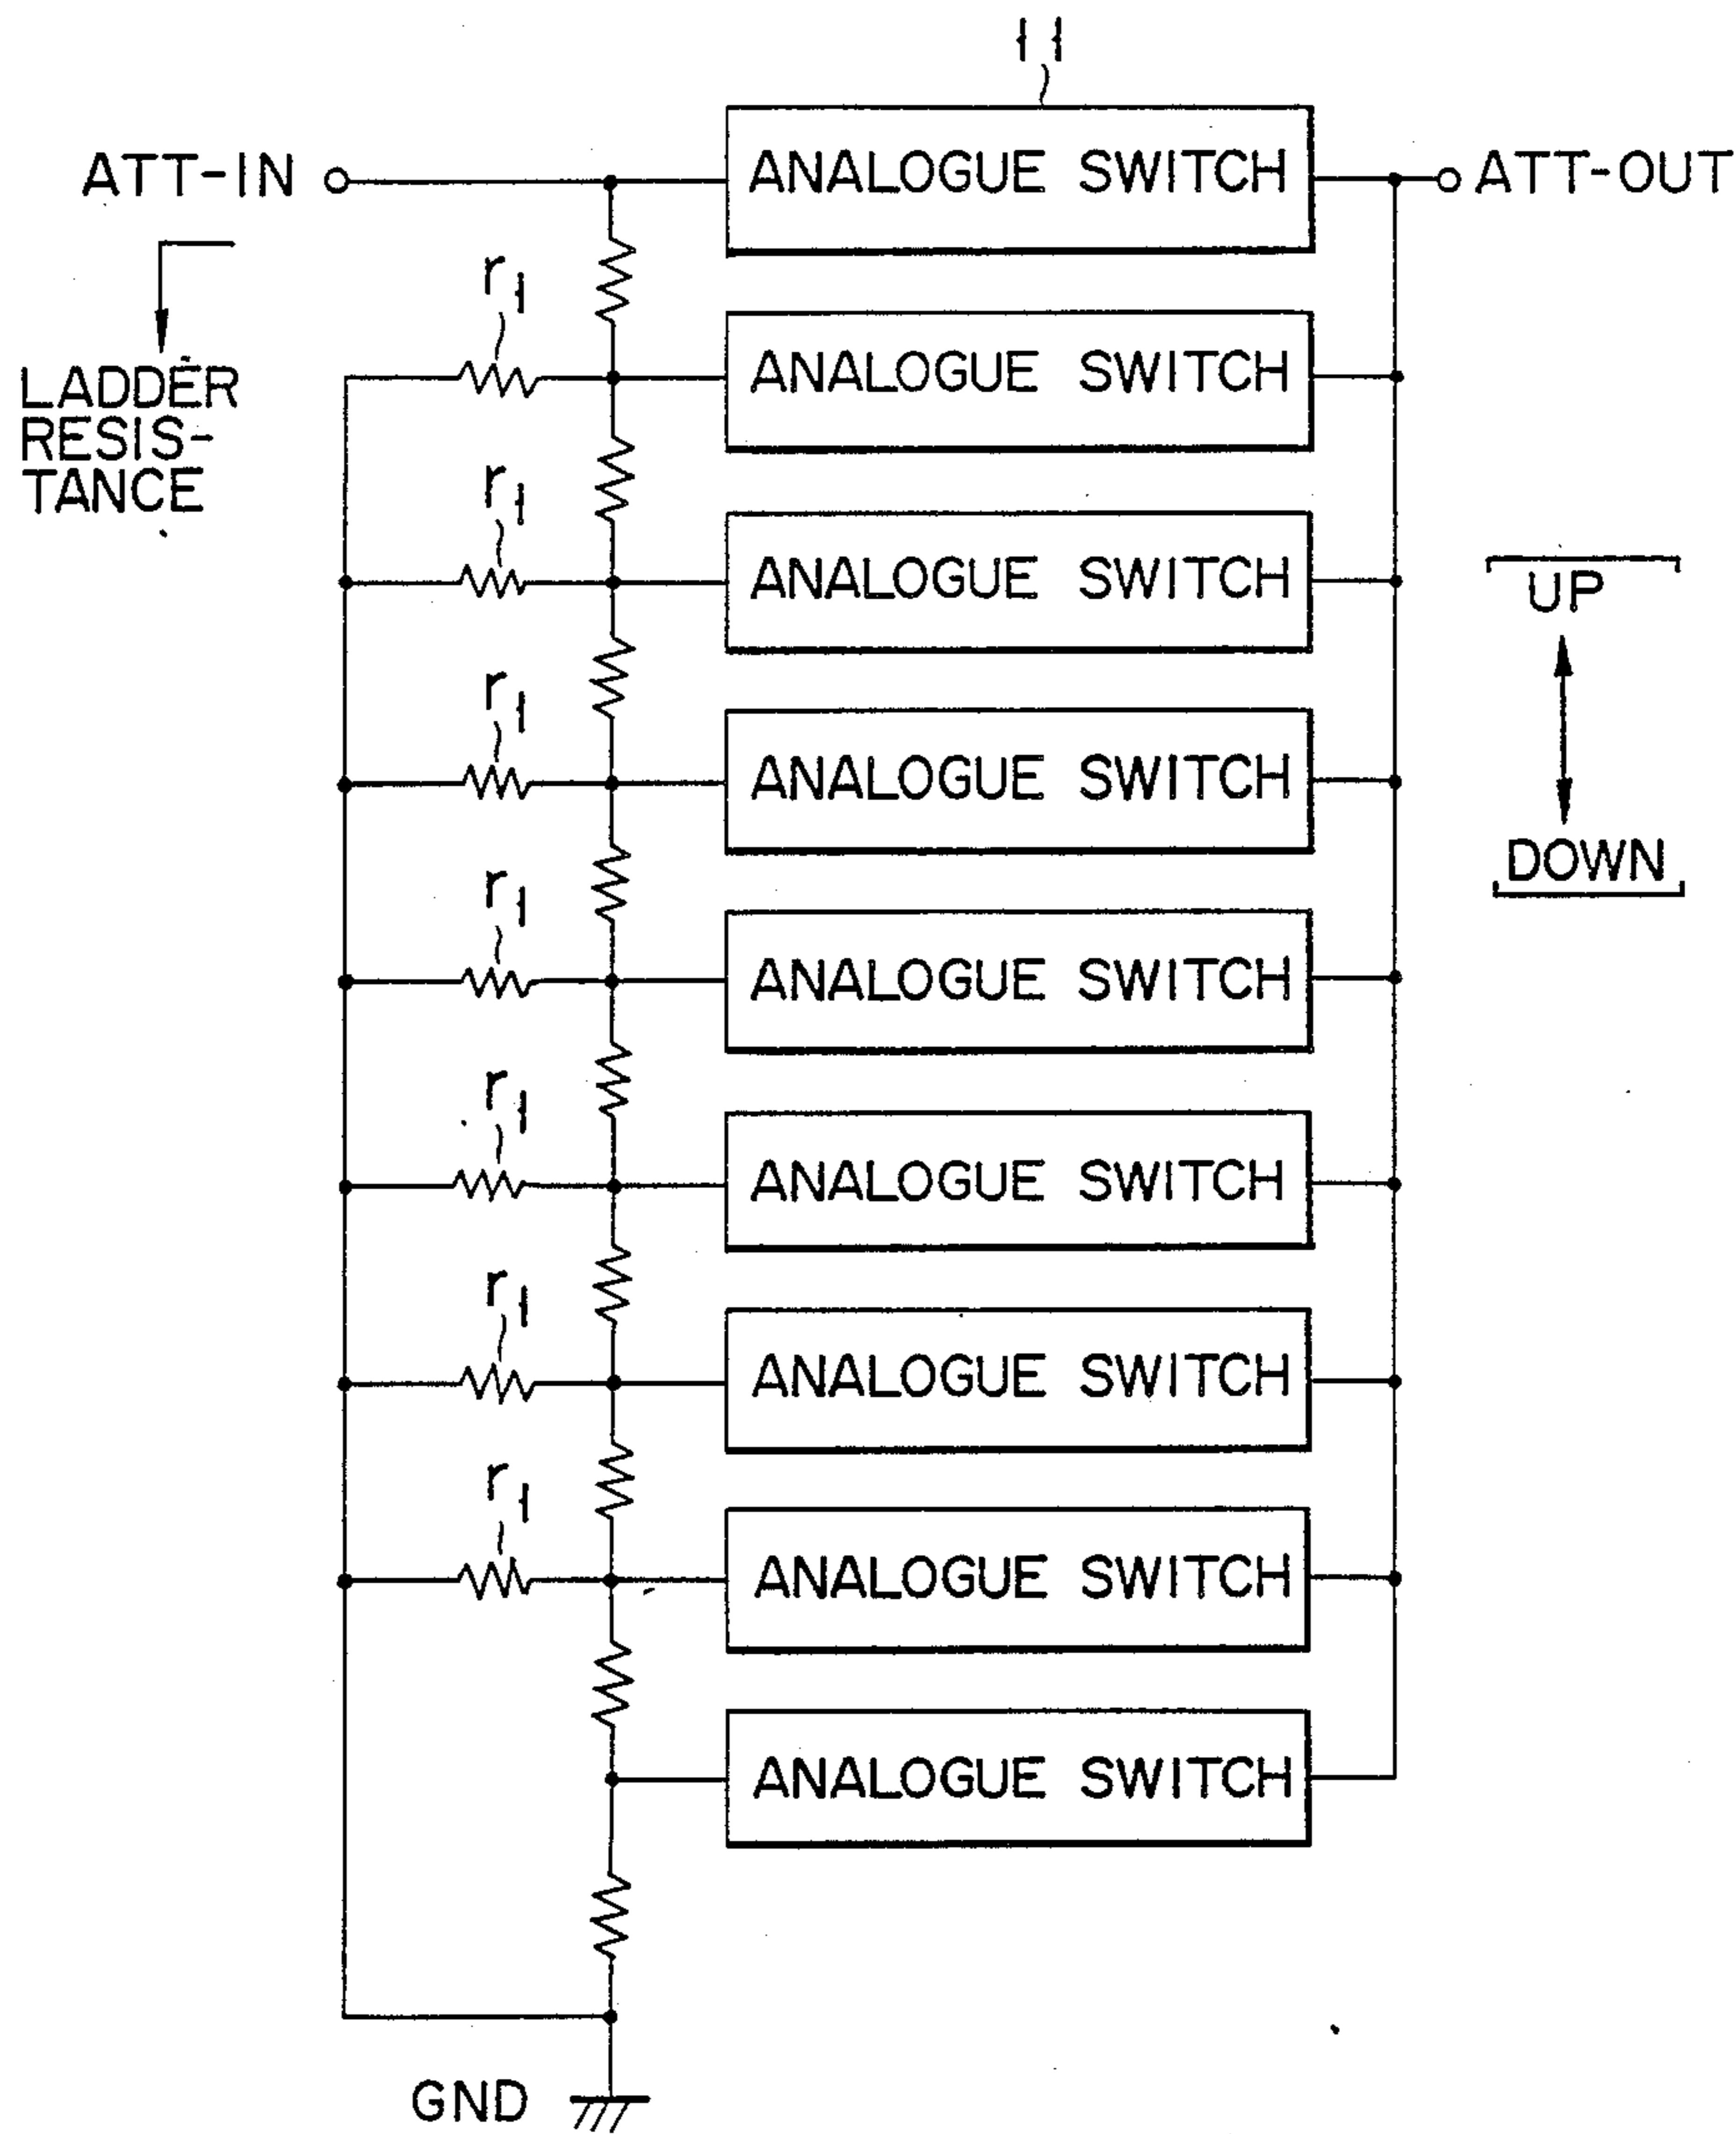 11
ATT-IN
ANALOGUE SWITCH
ATT-OUT
r1
ANALOGUE SWITCH
LADDER
RESIS-
TANCE
r1
ANALOGUE SWITCH
UP
r1
ANALOGUE SWITCH
DOWN
r1
ANALOGUE SWITCH
r1
ANALOGUE SWITCH
r1
ANALOGUE SWITCH
r1
ANALOGUE SWITCH
ANALOGUE SWITCH
GND